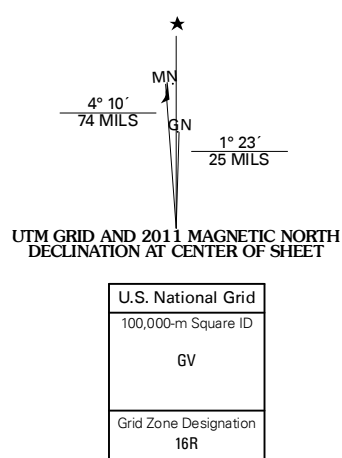 ★
MN
4° 10´
74 MILS
GN
1° 23´
25 MILS
UTM GRID AND 2011 MAGNETIC NORTH
DECLINATION AT CENTER OF SHEET
U.S. National Grid
100,000-m Square ID
GV
Grid Zone Designation
16R